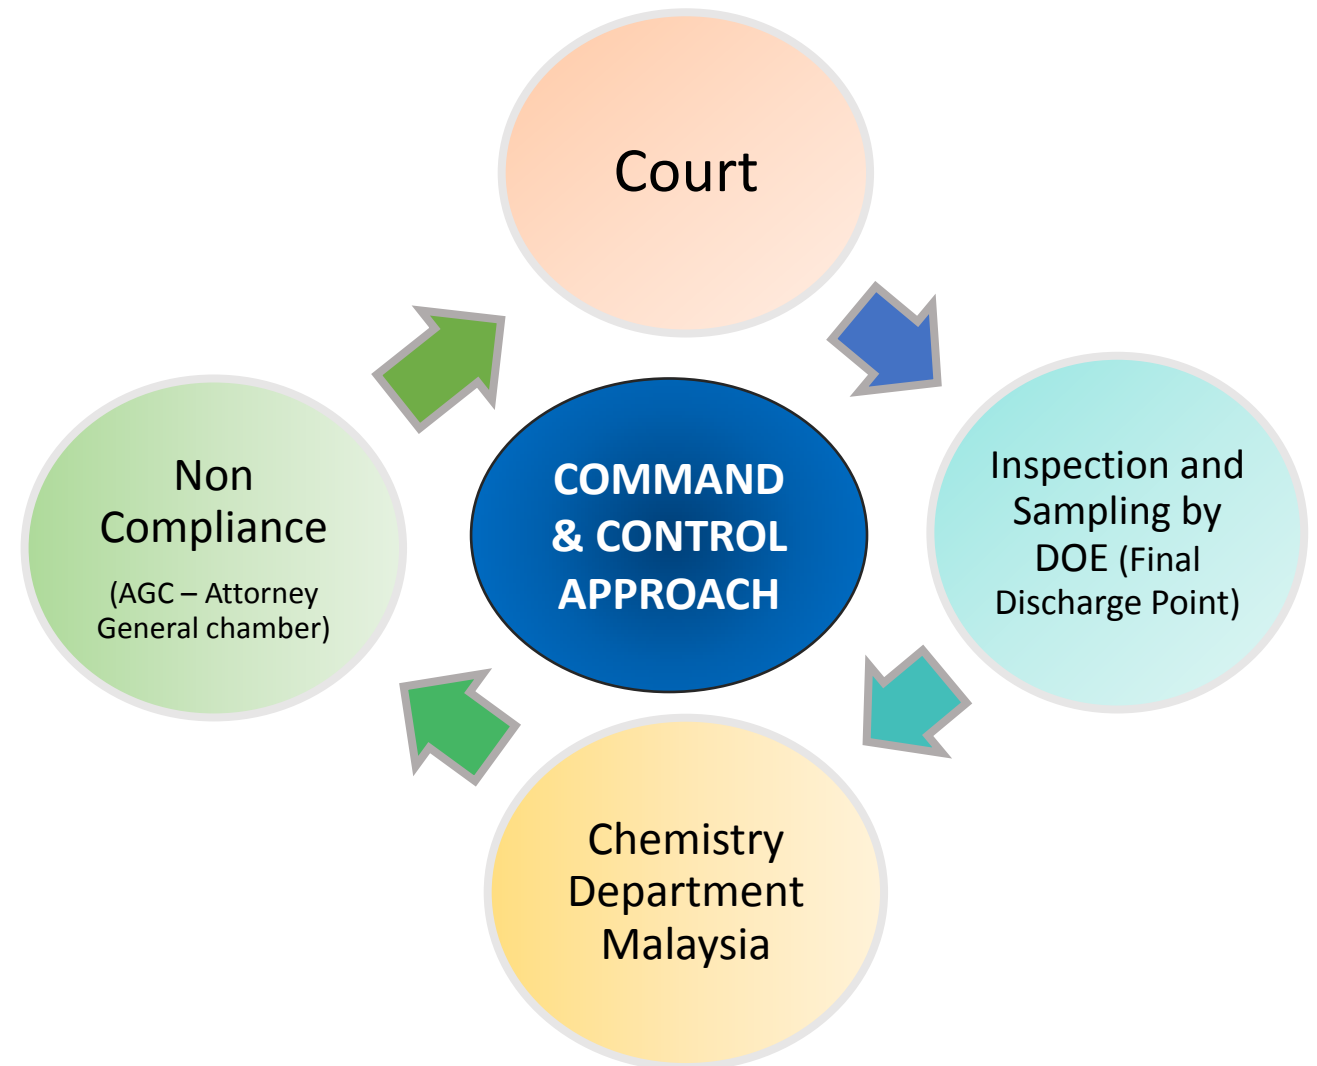 Court
Non
Compliance
(AGC – Attorney
General chamber)
COMMAND
& CONTROL
APPROACH
Inspection and
Sampling by
DOE (Final
Discharge Point)
Chemistry
Department
Malaysia